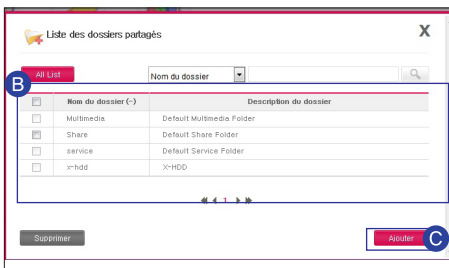 Liste des dossiers partagés X
All List Nom du dossier
B
Nom du dossier (-) Description du dossier
Multimedia Default Multimedia Folder
Share Default Share Folder
service Default Service Folder
x-hdd X-HDD
1
Supprimer Ajouter C